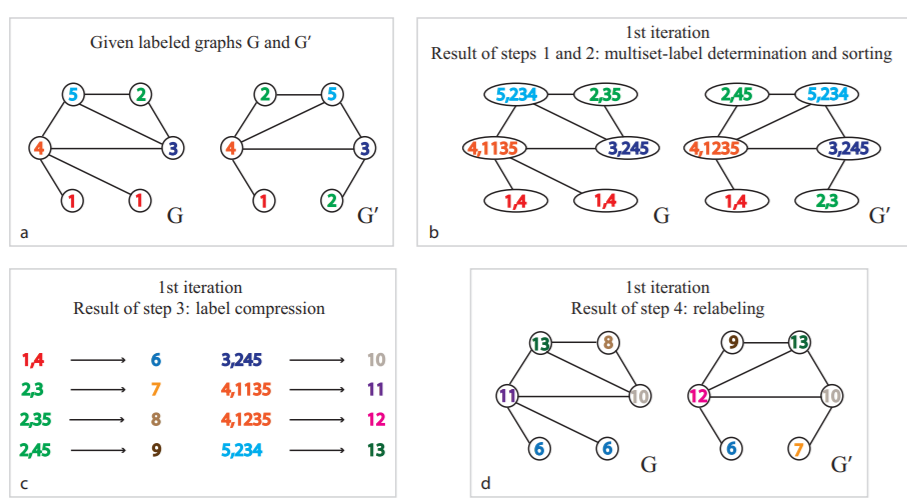 Given labeled graphs G and G′
5 2
2 5
4 3
4 3
1 1 G
1 2 G′
a
1st iteration
Result of steps 1 and 2: multiset-label determination and sorting
5,234 2,35
2,45 5,234
4,1135 3,245
4,1235 3,245
1,4 1,4 G
1,4 2,3 G′
b
1st iteration
Result of step 3: label compression
1,4 6 3,245 10
2,3 7 4,1135 11
2,35 8 4,1235 12
2,45 9 5,234 13
c
1st iteration
Result of step 4: relabeling
13 8
9 13
11 10
12 10
6 6 G
6 7 G′
d